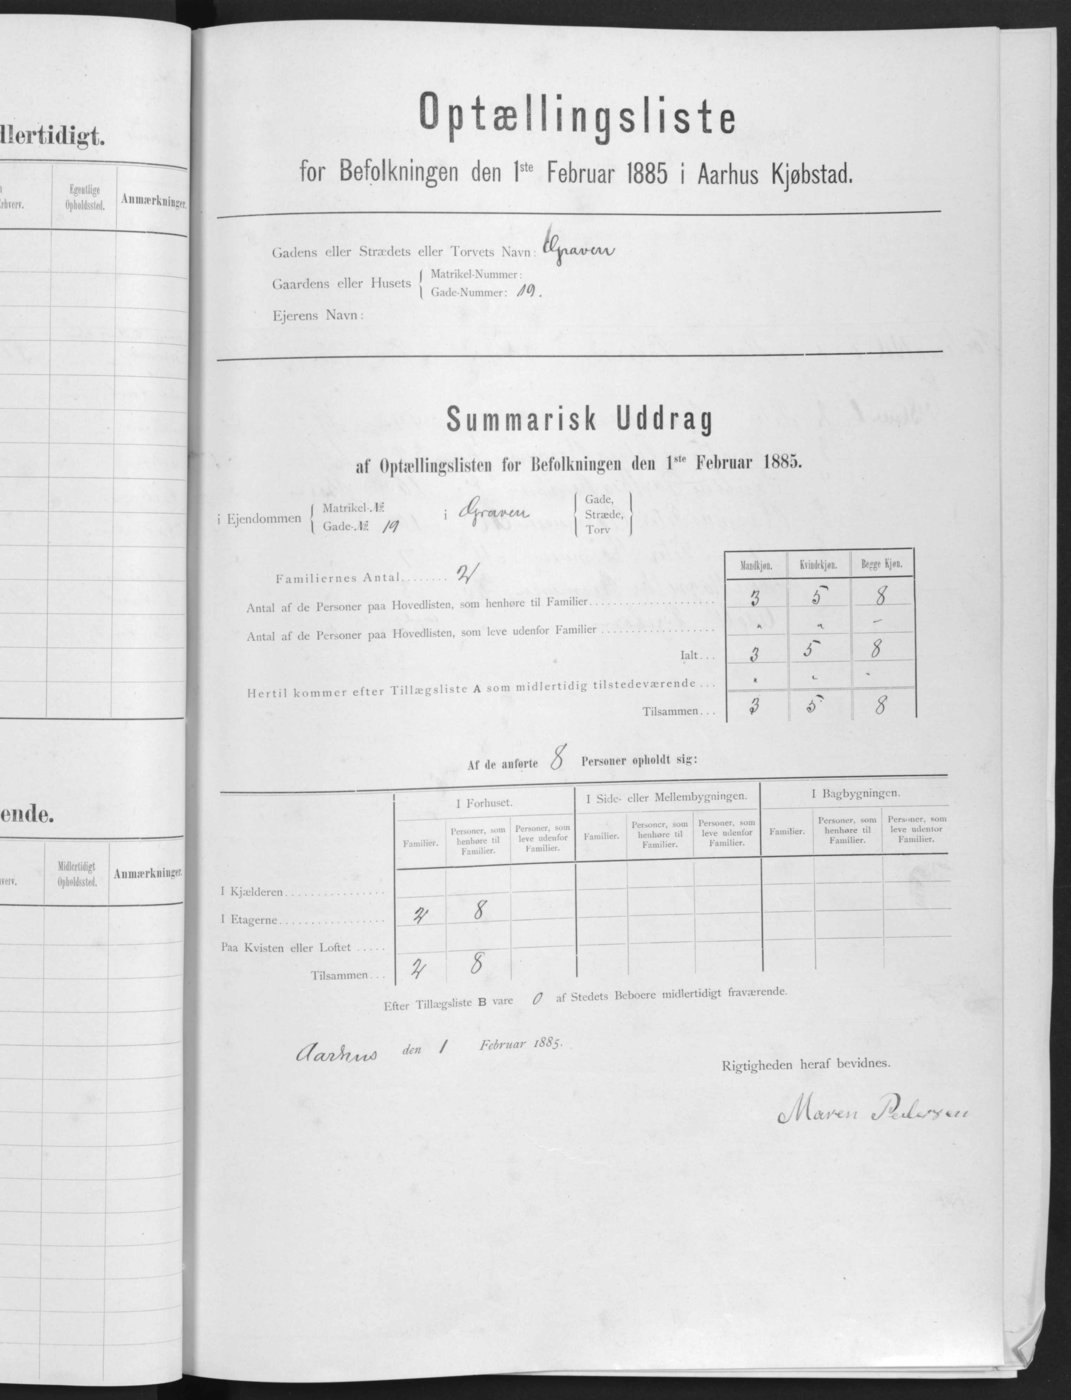 dlertidigt.
Erhverv.
Egentlige Opholdssted.
Anmærkninger.
ende.
Midlertidigt Opholdssted.
Anmærkninger.
Optællingsliste
for Befolkningen den 1ste Februar 1885 i Aarhus Kjøbstad.
Gadens eller Strædets eller Torvets Navn: Graven
Gaardens eller Husets { Matrikel-Nummer:
Gade-Nummer: 19.
Ejerens Navn:
Summarisk Uddrag
af Optællingslisten for Befolkningen den 1ste Februar 1885.
i Ejendommen { Matrikel-№
Gade-№ 19 i Graven { Gade, Stræde, Torv }
Mandkjøn. Kvindekjøn. Begge Kjøn.
Familiernes Antal....... 2
Antal af de Personer paa Hovedlisten, som henhøre til Familier 3 5 8
Antal af de Personer paa Hovedlisten, som leve udenfor Familier " " –
Ialt... 3 5 8
Hertil kommer efter Tillægsliste A som midlertidig tilstedeværende ... " " -
Tilsammen... 3 5 8
Af de anførte 8 Personer opholdt sig:
I Forhuset. I Side- eller Mellembygningen. I Bagbygningen.
Familier. Personer, som henhøre til Familier. Personer, som leve udenfor Familier. Familier. Personer, som henhøre til Familier. Personer, som leve udenfor Familier. Familier. Personer, som henhøre til Familier. Personer, som leve udenfor Familier.
I Kjælderen
I Etagerne 2 8
Paa Kvisten eller Loftet
Tilsammen... 2 8
Efter Tillægsliste B vare 0 af Stedets Beboere midlertidigt fraværende.
Aarhus den 1 Februar 1885.
Rigtigheden heraf bevidnes.
Maren Pedersen